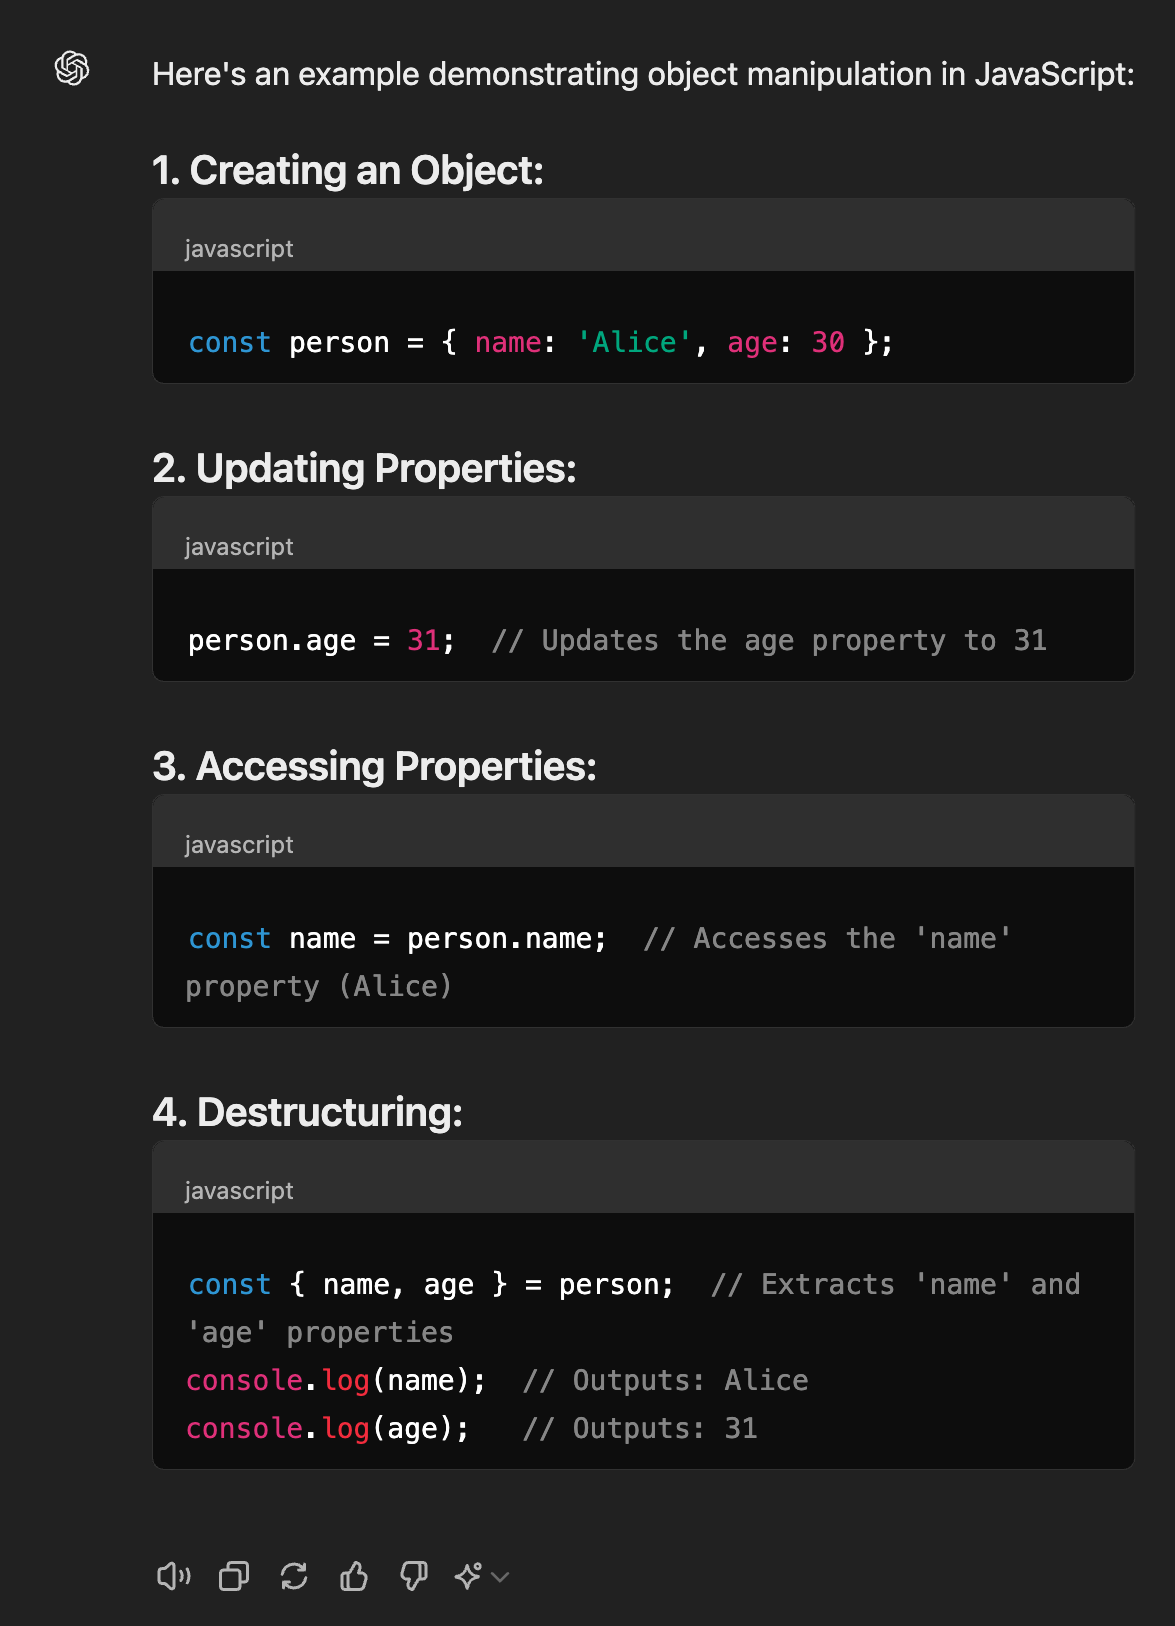 Here's an example demonstrating object manipulation in JavaScript:
1. Creating an Object:
javascript
const person = { name: 'Alice', age: 30 };
2. Updating Properties:
javascript
person.age = 31;  // Updates the age property to 31
3. Accessing Properties:
javascript
const name = person.name;  // Accesses the 'name'
property (Alice)
4. Destructuring:
javascript
const { name, age } = person;  // Extracts 'name' and
'age' properties
console.log(name);  // Outputs: Alice
console.log(age);   // Outputs: 31